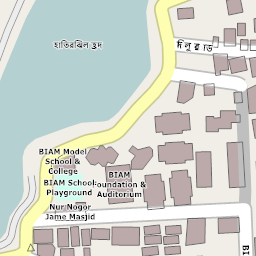 হাতিরঝিল হ্রদ
BIAM Model
School &
College
BIAM School
Playground
BIAM
Foundation &
Auditorium
Nur Nogor
Jame Masjid